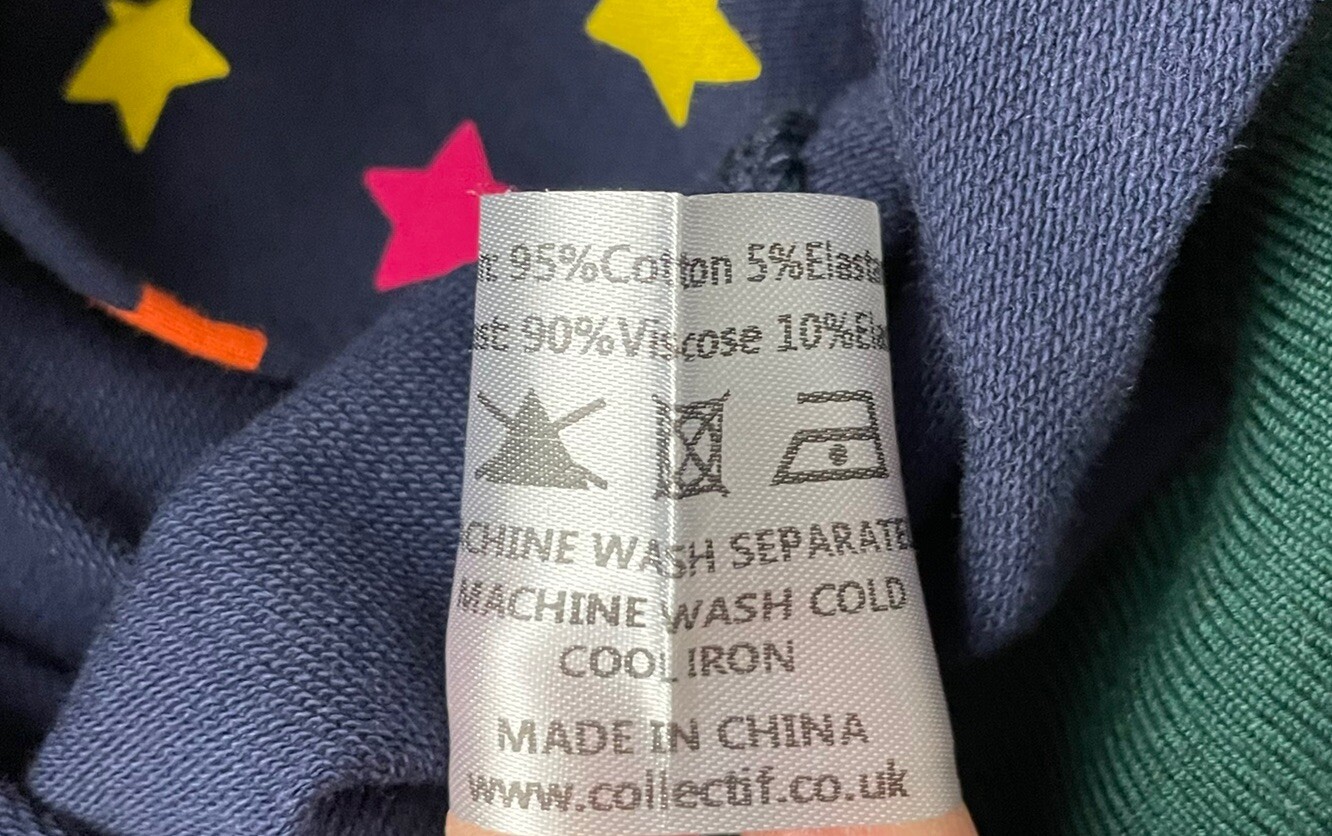 95%Cotton 5%Elasta
90%Viscose 10%Ela
CHINE WASH SEPARATE
MACHINE WASH COLD
COOL IRON
MADE IN CHINA
www.collectif.co.uk